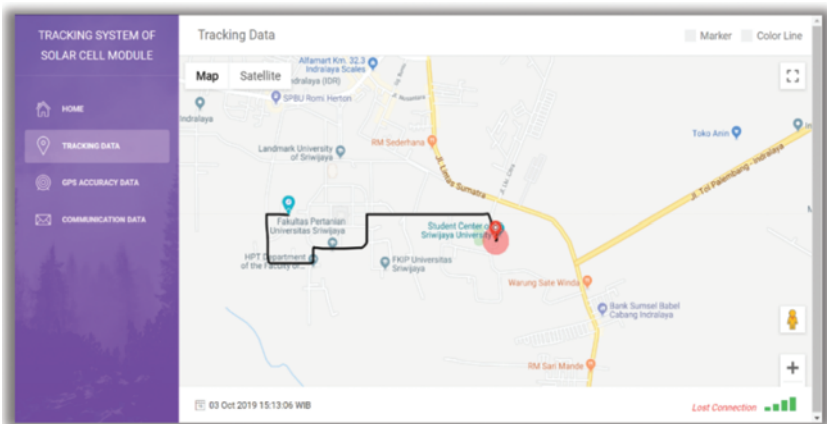 TRACKING SYSTEM OF
SOLAR CELL MODULE
HOME
TRACKING DATA
GPS ACCURACY DATA
COMMUNICATION DATA
Tracking Data
Marker
Color Line
Map
Satellite
Alfamart Km. 32.3
Indralaya Scales
ndralaya (IDR)
SPBU Romi Herton
ndralaya
Landmark University
of Sriwijaya
RM Sederhana
Toko Anin
Jl. Lintas Sumatra
Jl. Tol Palembang - Indralaya
Fakultas Pertanian
Universitas Sriwijaya
Student Center o
Sriwijaya University
HPT Department
of the Faculty of...
FKIP Universitas
Sriwijaya
Warung Sate Winda
Bank Sumsel Babel
Cabang Indralaya
RM Sari Mande
03 Oct 2019 15:13:06 WIB
Lost Connection